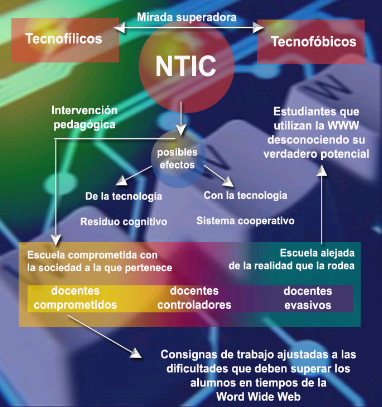 Mirada superadora
Tecnofílicos
Tecnofóbicos
NTIC
Intervención
pedagógica
Estudiantes que
utilizan la WWW
desconociendo su
verdadero potencial
posibles
efectos
De la tecnología
Con la tecnología
Residuo cognitivo
Sistema cooperativo
Escuela comprometida con
la sociedad a la que pertenece
Escuela alejada
de la realidad que la rodea
docentes
comprometidos
docentes
controladores
docentes
evasivos
Consignas de trabajo ajustadas a las
dificultades que deben superar los
alumnos en tiempos de la
Word Wide Web